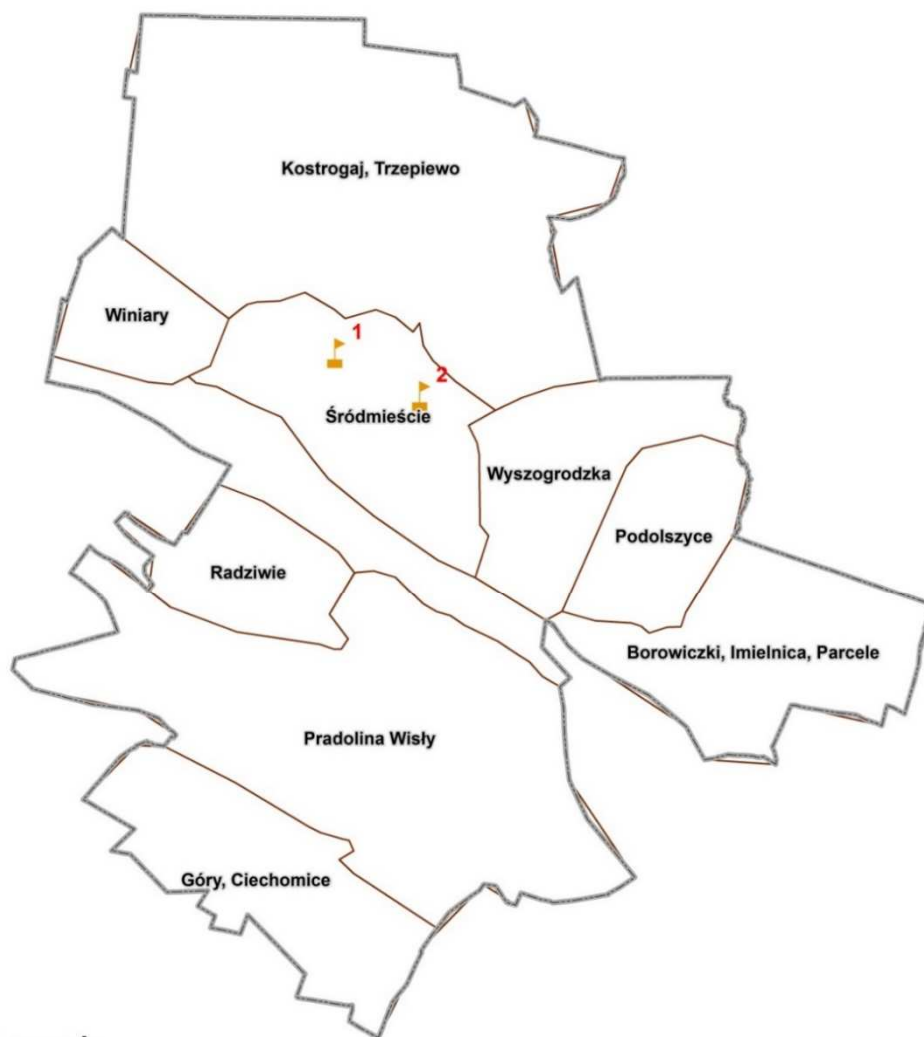 Kostrogaj, Trzepiewo
Winiary
1
2
Śródmieście
Wyszogrodzka
Podolszyce
Radziwie
Borowiczki, Imielnica, Parcele
Pradolina Wisły
Góry, Ciechomice